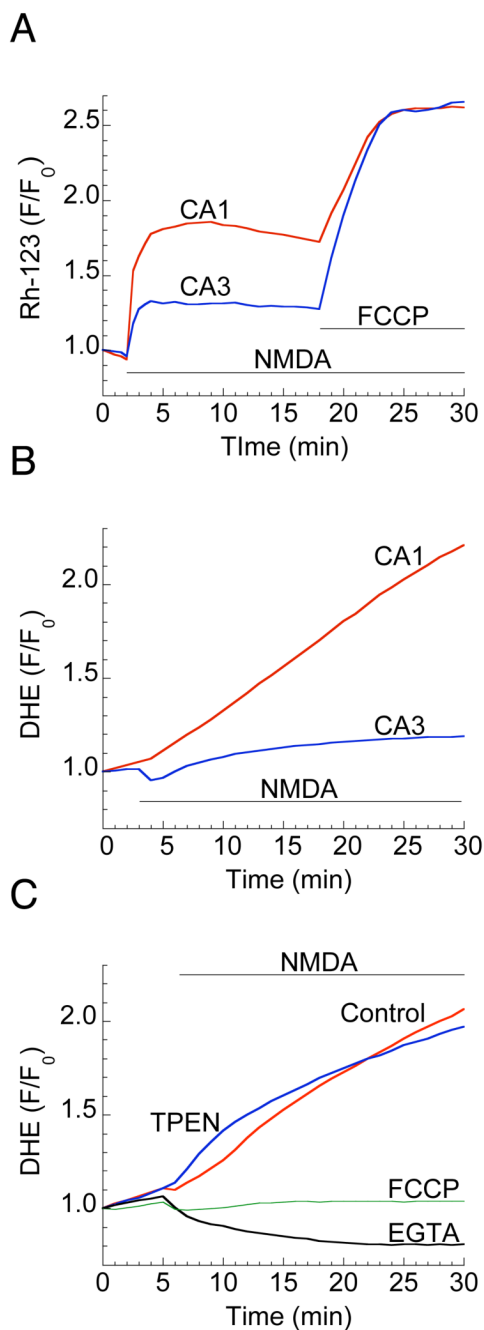 A
Rh-123 (F/F0)
2.5
2.0
1.5
1.0
CA1
CA3
FCCP
NMDA
0 5 10 15 20 25 30
TIme (min)
B
DHE (F/F0)
2.0
1.5
1.0
CA1
CA3
NMDA
0 5 10 15 20 25 30
Time (min)
C
NMDA
DHE (F/F0)
2.0
1.5
1.0
Control
TPEN
FCCP
EGTA
0 5 10 15 20 25 30
Time (min)